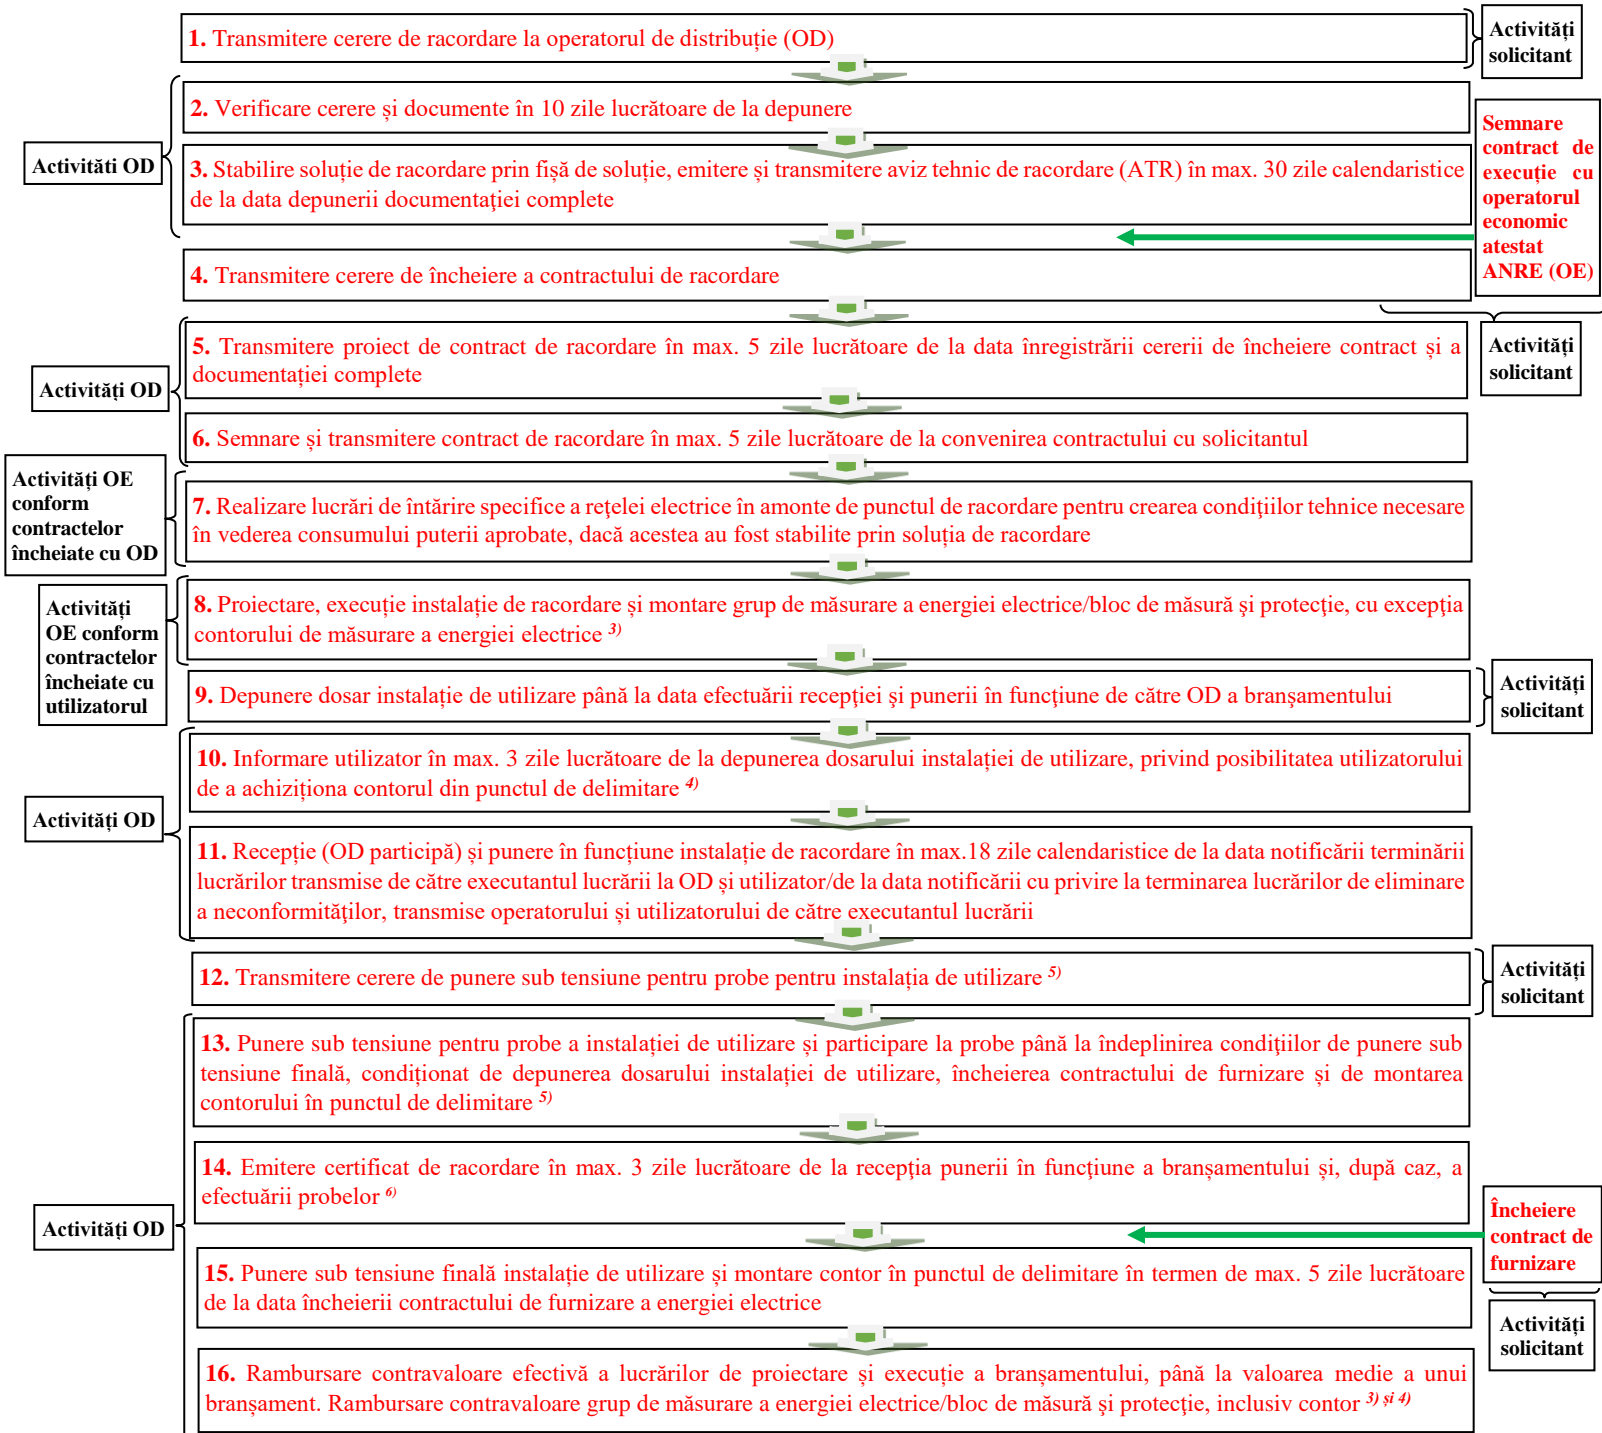 1. Transmitere cerere de racordare la operatorul de distribuție (OD)
Activități
solicitant
2. Verificare cerere și documente în 10 zile lucrătoare de la depunere
Activităti OD
3. Stabilire soluție de racordare prin fișă de soluție, emitere și transmitere aviz tehnic de racordare (ATR) în max. 30 zile calendaristice
de la data depunerii documentaţiei complete
Semnare
contract de
execuție cu
operatorul
economic
atestat
ANRE (OE)
4. Transmitere cerere de încheiere a contractului de racordare
Activități
solicitant
5. Transmitere proiect de contract de racordare în max. 5 zile lucrătoare de la data înregistrării cererii de încheiere contract și a
documentației complete
Activități OD
6. Semnare și transmitere contract de racordare în max. 5 zile lucrătoare de la convenirea contractului cu solicitantul
Activități OE
conform
contractelor
încheiate cu OD
7. Realizare lucrări de întărire specifice a reţelei electrice în amonte de punctul de racordare pentru crearea condiţiilor tehnice necesare
în vederea consumului puterii aprobate, dacă acestea au fost stabilite prin soluția de racordare
Activități
OE conform
contractelor
încheiate cu
utilizatorul
8. Proiectare, execuție instalație de racordare și montare grup de măsurare a energiei electrice/bloc de măsură şi protecţie, cu excepţia
contorului de măsurare a energiei electrice 3)
9. Depunere dosar instalație de utilizare până la data efectuării recepţiei şi punerii în funcţiune de către OD a branşamentului
Activități
solicitant
10. Informare utilizator în max. 3 zile lucrătoare de la depunerea dosarului instalației de utilizare, privind posibilitatea utilizatorului
de a achiziționa contorul din punctul de delimitare 4)
Activități OD
11. Recepție (OD participă) și punere în funcțiune instalație de racordare în max.18 zile calendaristice de la data notificării terminării
lucrărilor transmise de către executantul lucrării la OD și utilizator/de la data notificării cu privire la terminarea lucrărilor de eliminare
a neconformităţilor, transmise operatorului și utilizatorului de către executantul lucrării
12. Transmitere cerere de punere sub tensiune pentru probe pentru instalația de utilizare 5)
Activități
solicitant
13. Punere sub tensiune pentru probe a instalației de utilizare și participare la probe până la îndeplinirea condiţiilor de punere sub
tensiune finală, condiționat de depunerea dosarului instalației de utilizare, încheierea contractului de furnizare și de montarea
contorului în punctul de delimitare 5)
14. Emitere certificat de racordare în max. 3 zile lucrătoare de la recepţia punerii în funcţiune a branșamentului și, după caz, a
efectuării probelor 6)
Activități OD
Încheiere
contract de
furnizare
15. Punere sub tensiune finală instalație de utilizare și montare contor în punctul de delimitare în termen de max. 5 zile lucrătoare
de la data încheierii contractului de furnizare a energiei electrice
Activități
solicitant
16. Rambursare contravaloare efectivă a lucrărilor de proiectare și execuție a branșamentului, până la valoarea medie a unui
branșament. Rambursare contravaloare grup de măsurare a energiei electrice/bloc de măsură şi protecţie, inclusiv contor 3) și 4)